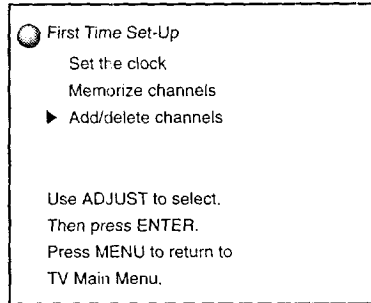 First Time Set-Up
Set the clock
Memorize channels
Add/delete channels
Use ADJUST to select.
Then press ENTER.
Press MENU to return to
TV Main Menu.